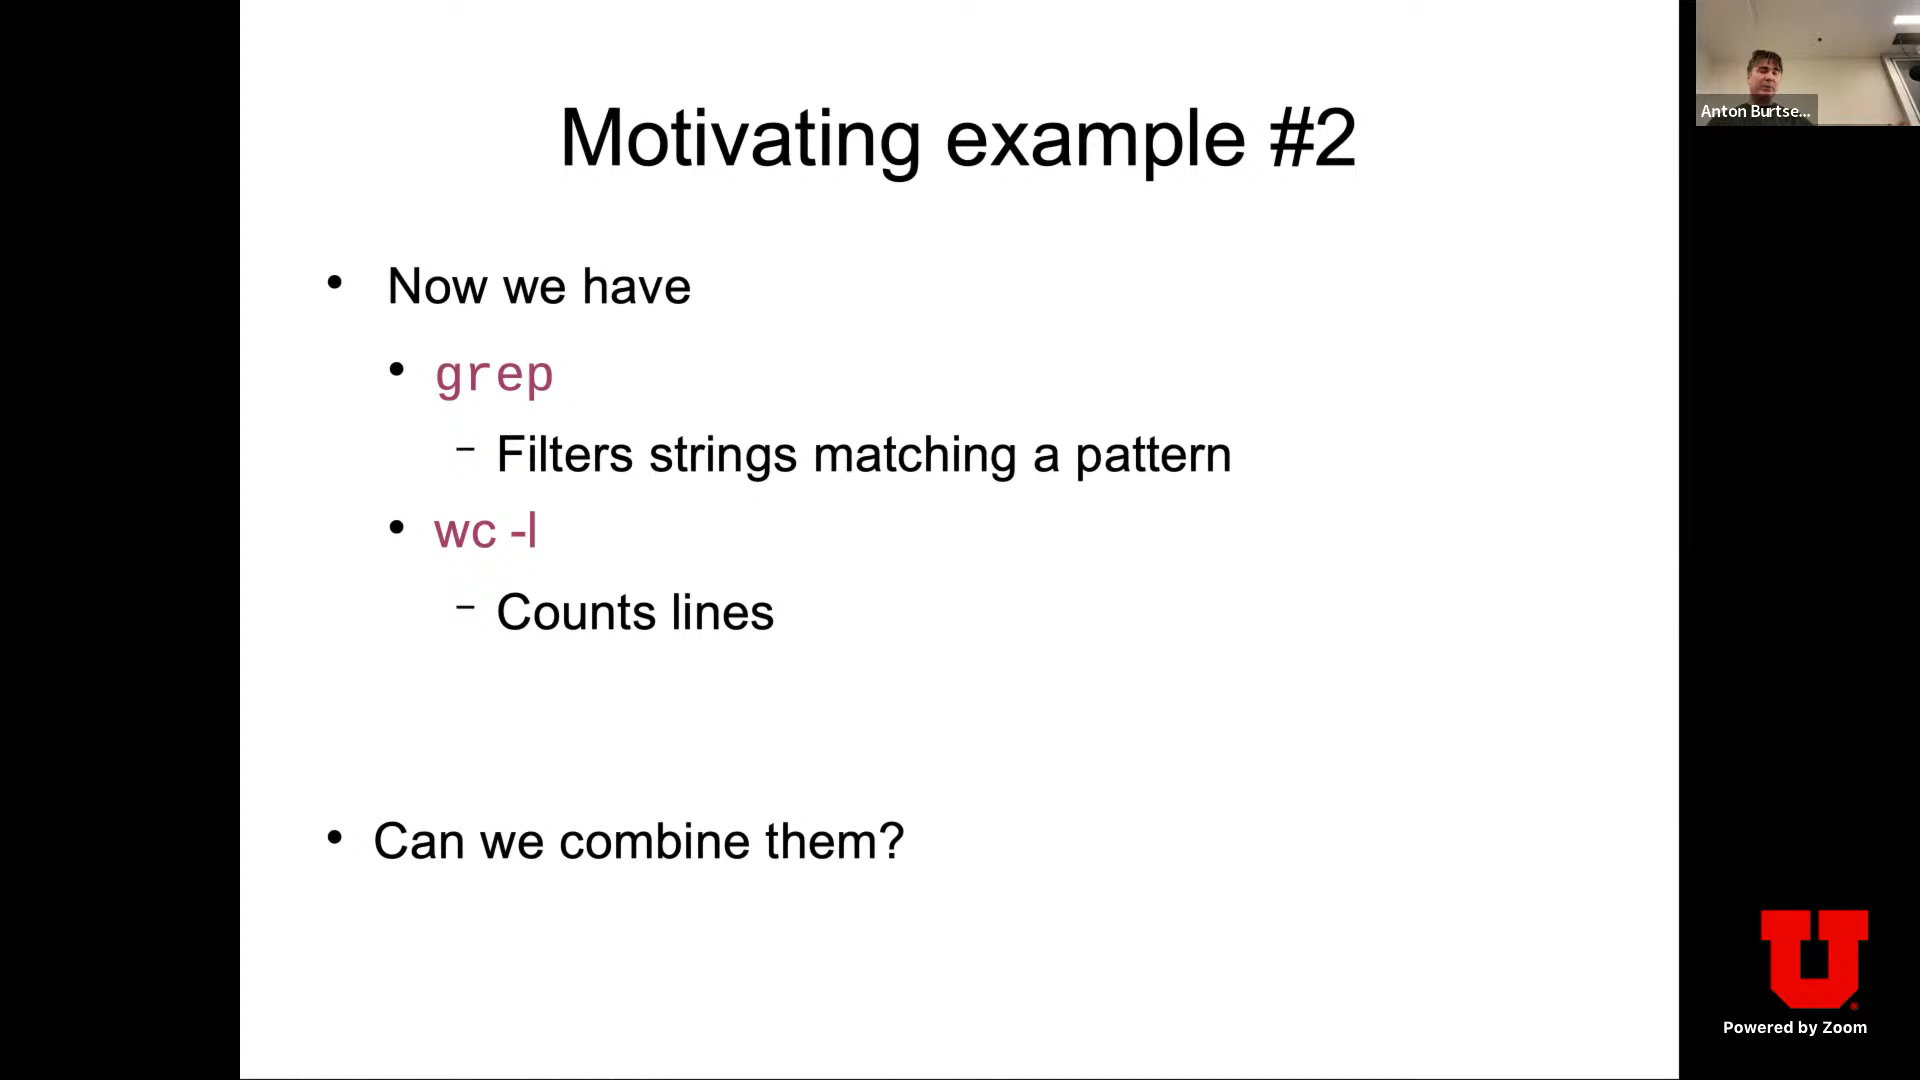 Motivating example #2
• Now we have
• grep
– Filters strings matching a pattern
• wc -l
– Counts lines
• Can we combine them?
Anton Burtse...
U
Powered by Zoom